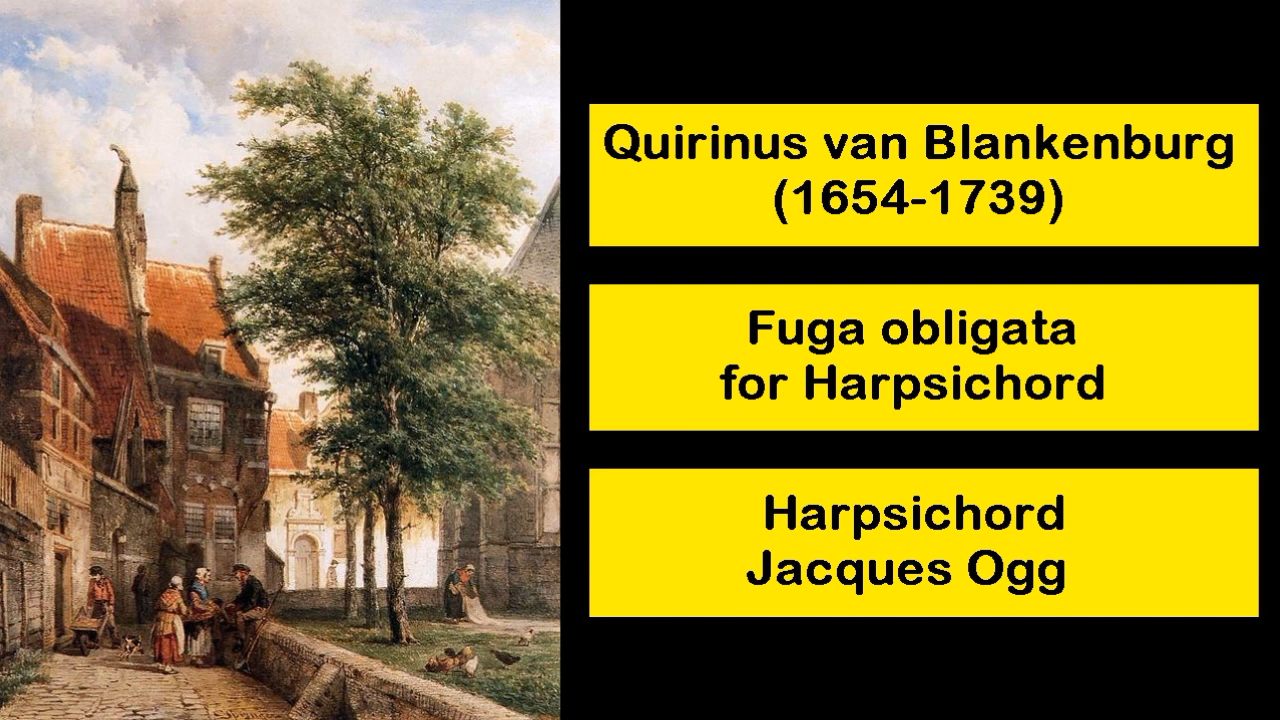 Quirinus van Blankenburg
(1654-1739)
Fuga obligata
for Harpsichord
Harpsichord
Jacques Ogg